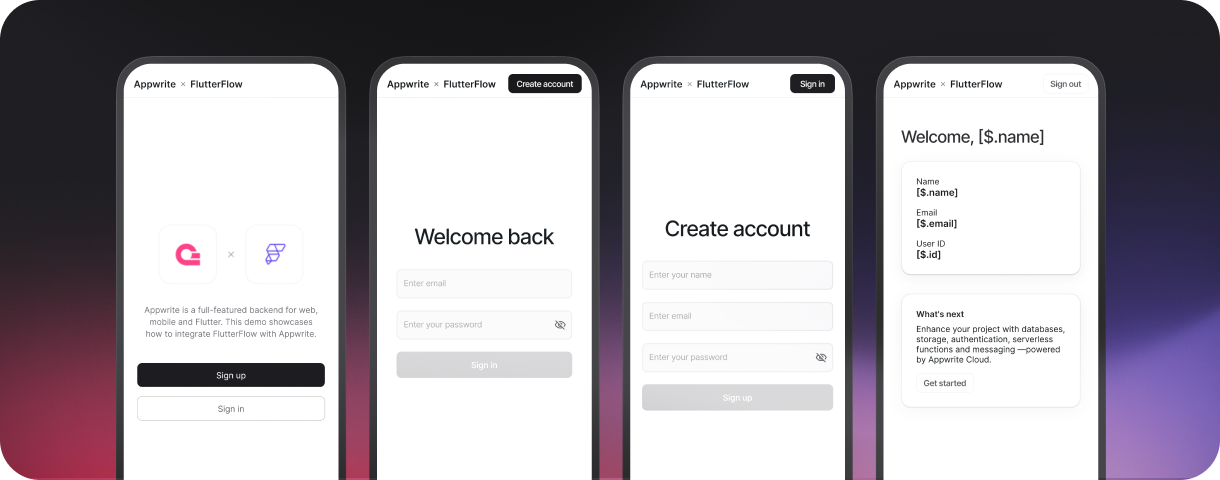 Appwrite × FlutterFlow
Appwrite is a full-featured backend for web,
mobile and Flutter. This demo showcases
how to integrate FlutterFlow with Appwrite.
Sign up
Sign in
Appwrite × FlutterFlow
Create account
Welcome back
Enter email
Enter your password
Sign in
Appwrite × FlutterFlow
Sign in
Create account
Enter your name
Enter email
Enter your password
Sign up
Appwrite × FlutterFlow
Sign out
Welcome, [$.name]
Name
[$.name]
Email
[$.email]
User ID
[$.id]
What's next
Enhance your project with databases,
storage, authentication, serverless
functions and messaging —powered
by Appwrite Cloud.
Get started